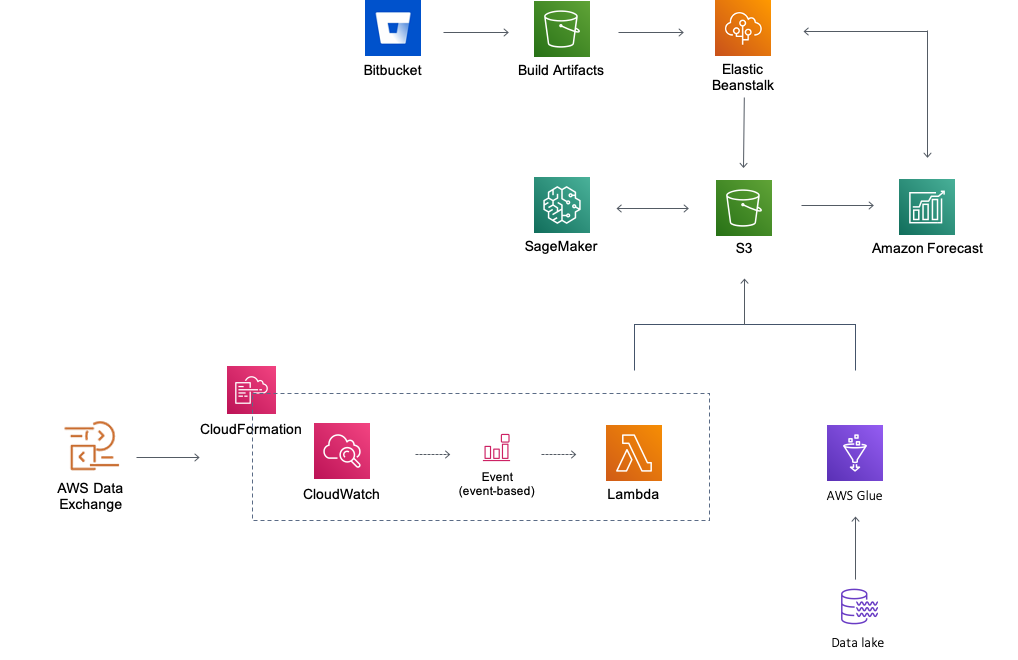 Bitbucket
Build Artifacts
Elastic
Beanstalk
SageMaker
S3
Amazon Forecast
CloudFormation
AWS Data
Exchange
CloudWatch
Event
(event-based)
Lambda
AWS Glue
Data lake